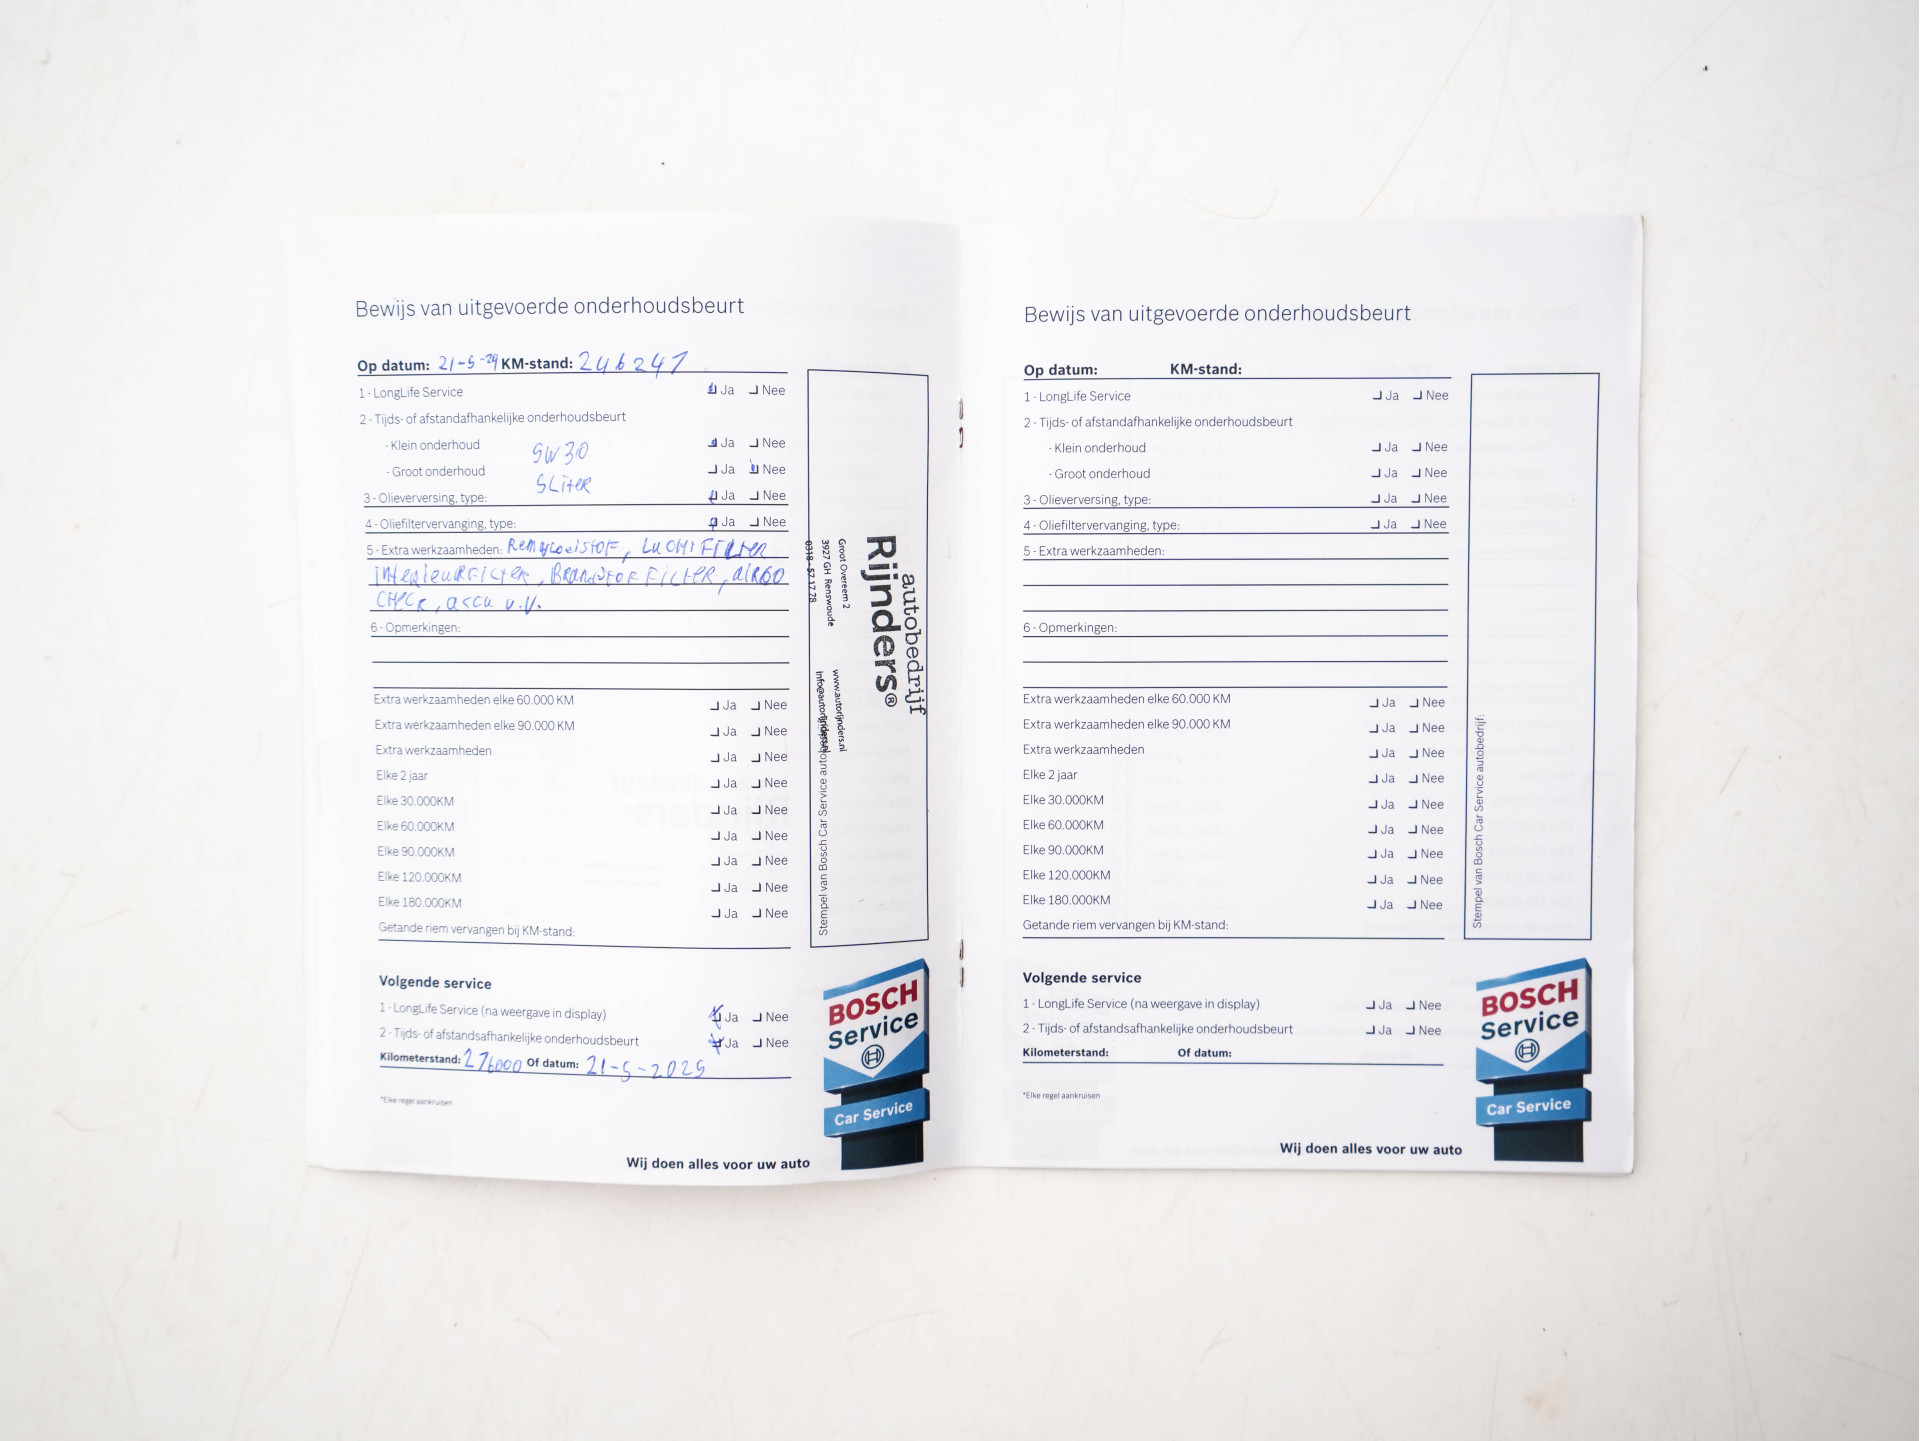 Bewijs van uitgevoerde onderhoudsbeurt
Op datum: 21-5-24 KM-stand: 246247
1 - LongLife Service Ja Nee
2 - Tijds- of afstandafhankelijke onderhoudsbeurt
- Klein onderhoud Ja Nee
5W30
- Groot onderhoud Ja Nee
5 LiteR
3 - Olieverversing, type: Ja Nee
4 - Oliefiltervervanging, type: Ja Nee
5 - Extra werkzaamheden: RemvLoeistoF, LuchtFilter
interieurFilter, BrandstoF Filter, airco
CHeck, accu v.v.
6 - Opmerkingen:
Extra werkzaamheden elke 60.000 KM Ja Nee
Extra werkzaamheden elke 90.000 KM Ja Nee
Extra werkzaamheden Ja Nee
Elke 2 jaar Ja Nee
Elke 30.000KM Ja Nee
Elke 60.000KM Ja Nee
Elke 90.000KM Ja Nee
Elke 120.000KM Ja Nee
Elke 180.000KM Ja Nee
Getande riem vervangen bij KM-stand:
Volgende service
1 - LongLife Service (na weergave in display) Ja Nee
2 - Tijds- of afstandsafhankelijke onderhoudsbeurt Ja Nee
Kilometerstand: 276000 Of datum: 21-5-2025
*Elke regel aankruisen
Wij doen alles voor uw auto
autobedrijf
Rijnders®
Groot Overeem 2
3927 GH Renswoude
0318 - 57 17 78
www.autorijnders.nl
info@autorijnders.nl
Stempel van Bosch Car Service autobedrijf:
BOSCH
Service
Car Service
Bewijs van uitgevoerde onderhoudsbeurt
Op datum: KM-stand:
1 - LongLife Service Ja Nee
2 - Tijds- of afstandafhankelijke onderhoudsbeurt
- Klein onderhoud Ja Nee
- Groot onderhoud Ja Nee
3 - Olieverversing, type: Ja Nee
4 - Oliefiltervervanging, type: Ja Nee
5 - Extra werkzaamheden:
6 - Opmerkingen:
Extra werkzaamheden elke 60.000 KM Ja Nee
Extra werkzaamheden elke 90.000 KM Ja Nee
Extra werkzaamheden Ja Nee
Elke 2 jaar Ja Nee
Elke 30.000KM Ja Nee
Elke 60.000KM Ja Nee
Elke 90.000KM Ja Nee
Elke 120.000KM Ja Nee
Elke 180.000KM Ja Nee
Getande riem vervangen bij KM-stand:
Volgende service
1 - LongLife Service (na weergave in display) Ja Nee
2 - Tijds- of afstandsafhankelijke onderhoudsbeurt Ja Nee
Kilometerstand: Of datum:
*Elke regel aankruisen
Wij doen alles voor uw auto
Stempel van Bosch Car Service autobedrijf:
BOSCH
Service
Car Service